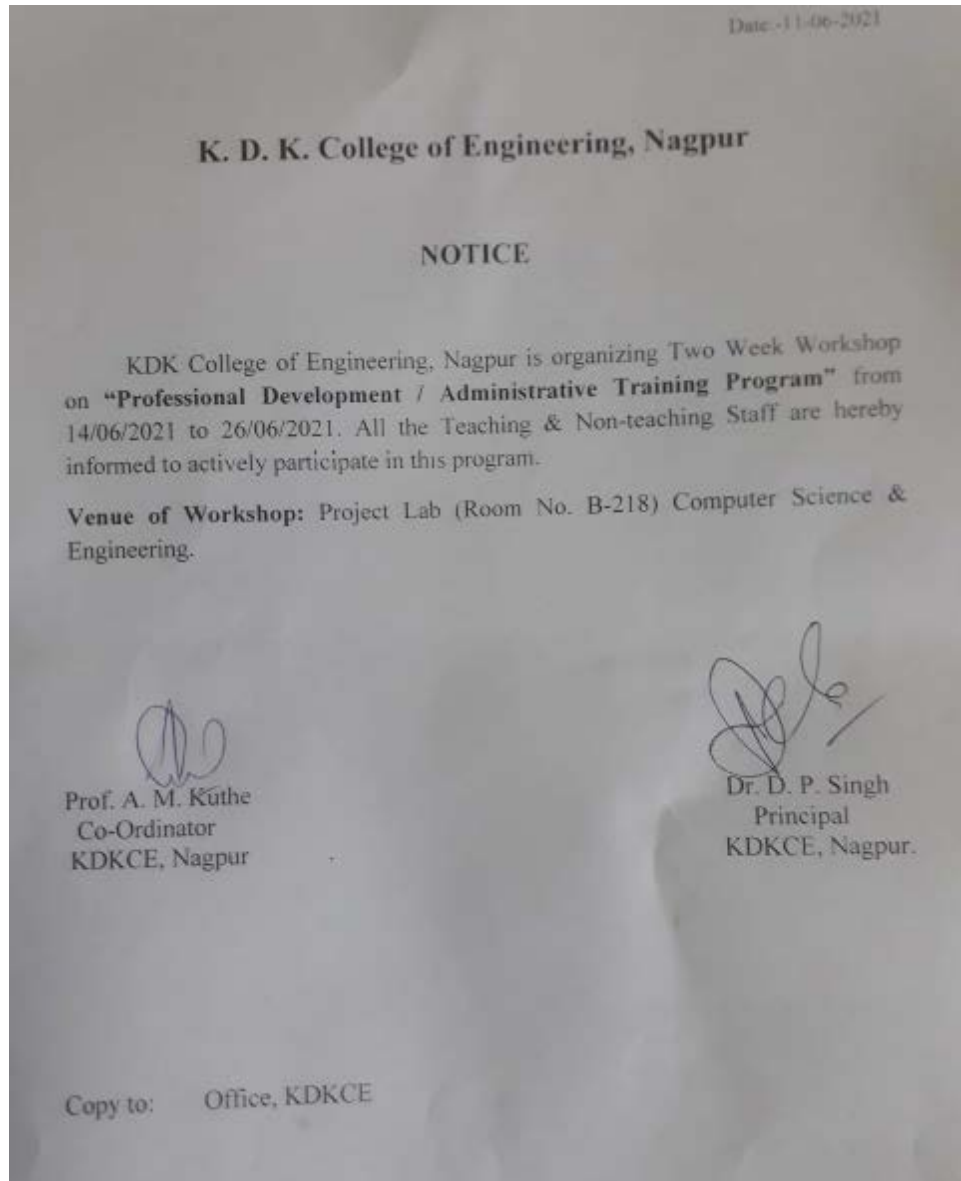 Date:-11-06-2021
K. D. K. College of Engineering, Nagpur
NOTICE
KDK College of Engineering, Nagpur is organizing Two Week Workshop
on “Professional Development / Administrative Training Program” from
14/06/2021 to 26/06/2021. All the Teaching & Non-teaching Staff are hereby
informed to actively participate in this program.
Venue of Workshop: Project Lab (Room No. B-218) Computer Science &
Engineering.
Prof. A. M. Kuthe
Co-Ordinator
KDKCE, Nagpur
Dr. D. P. Singh
Principal
KDKCE, Nagpur.
Copy to: Office, KDKCE